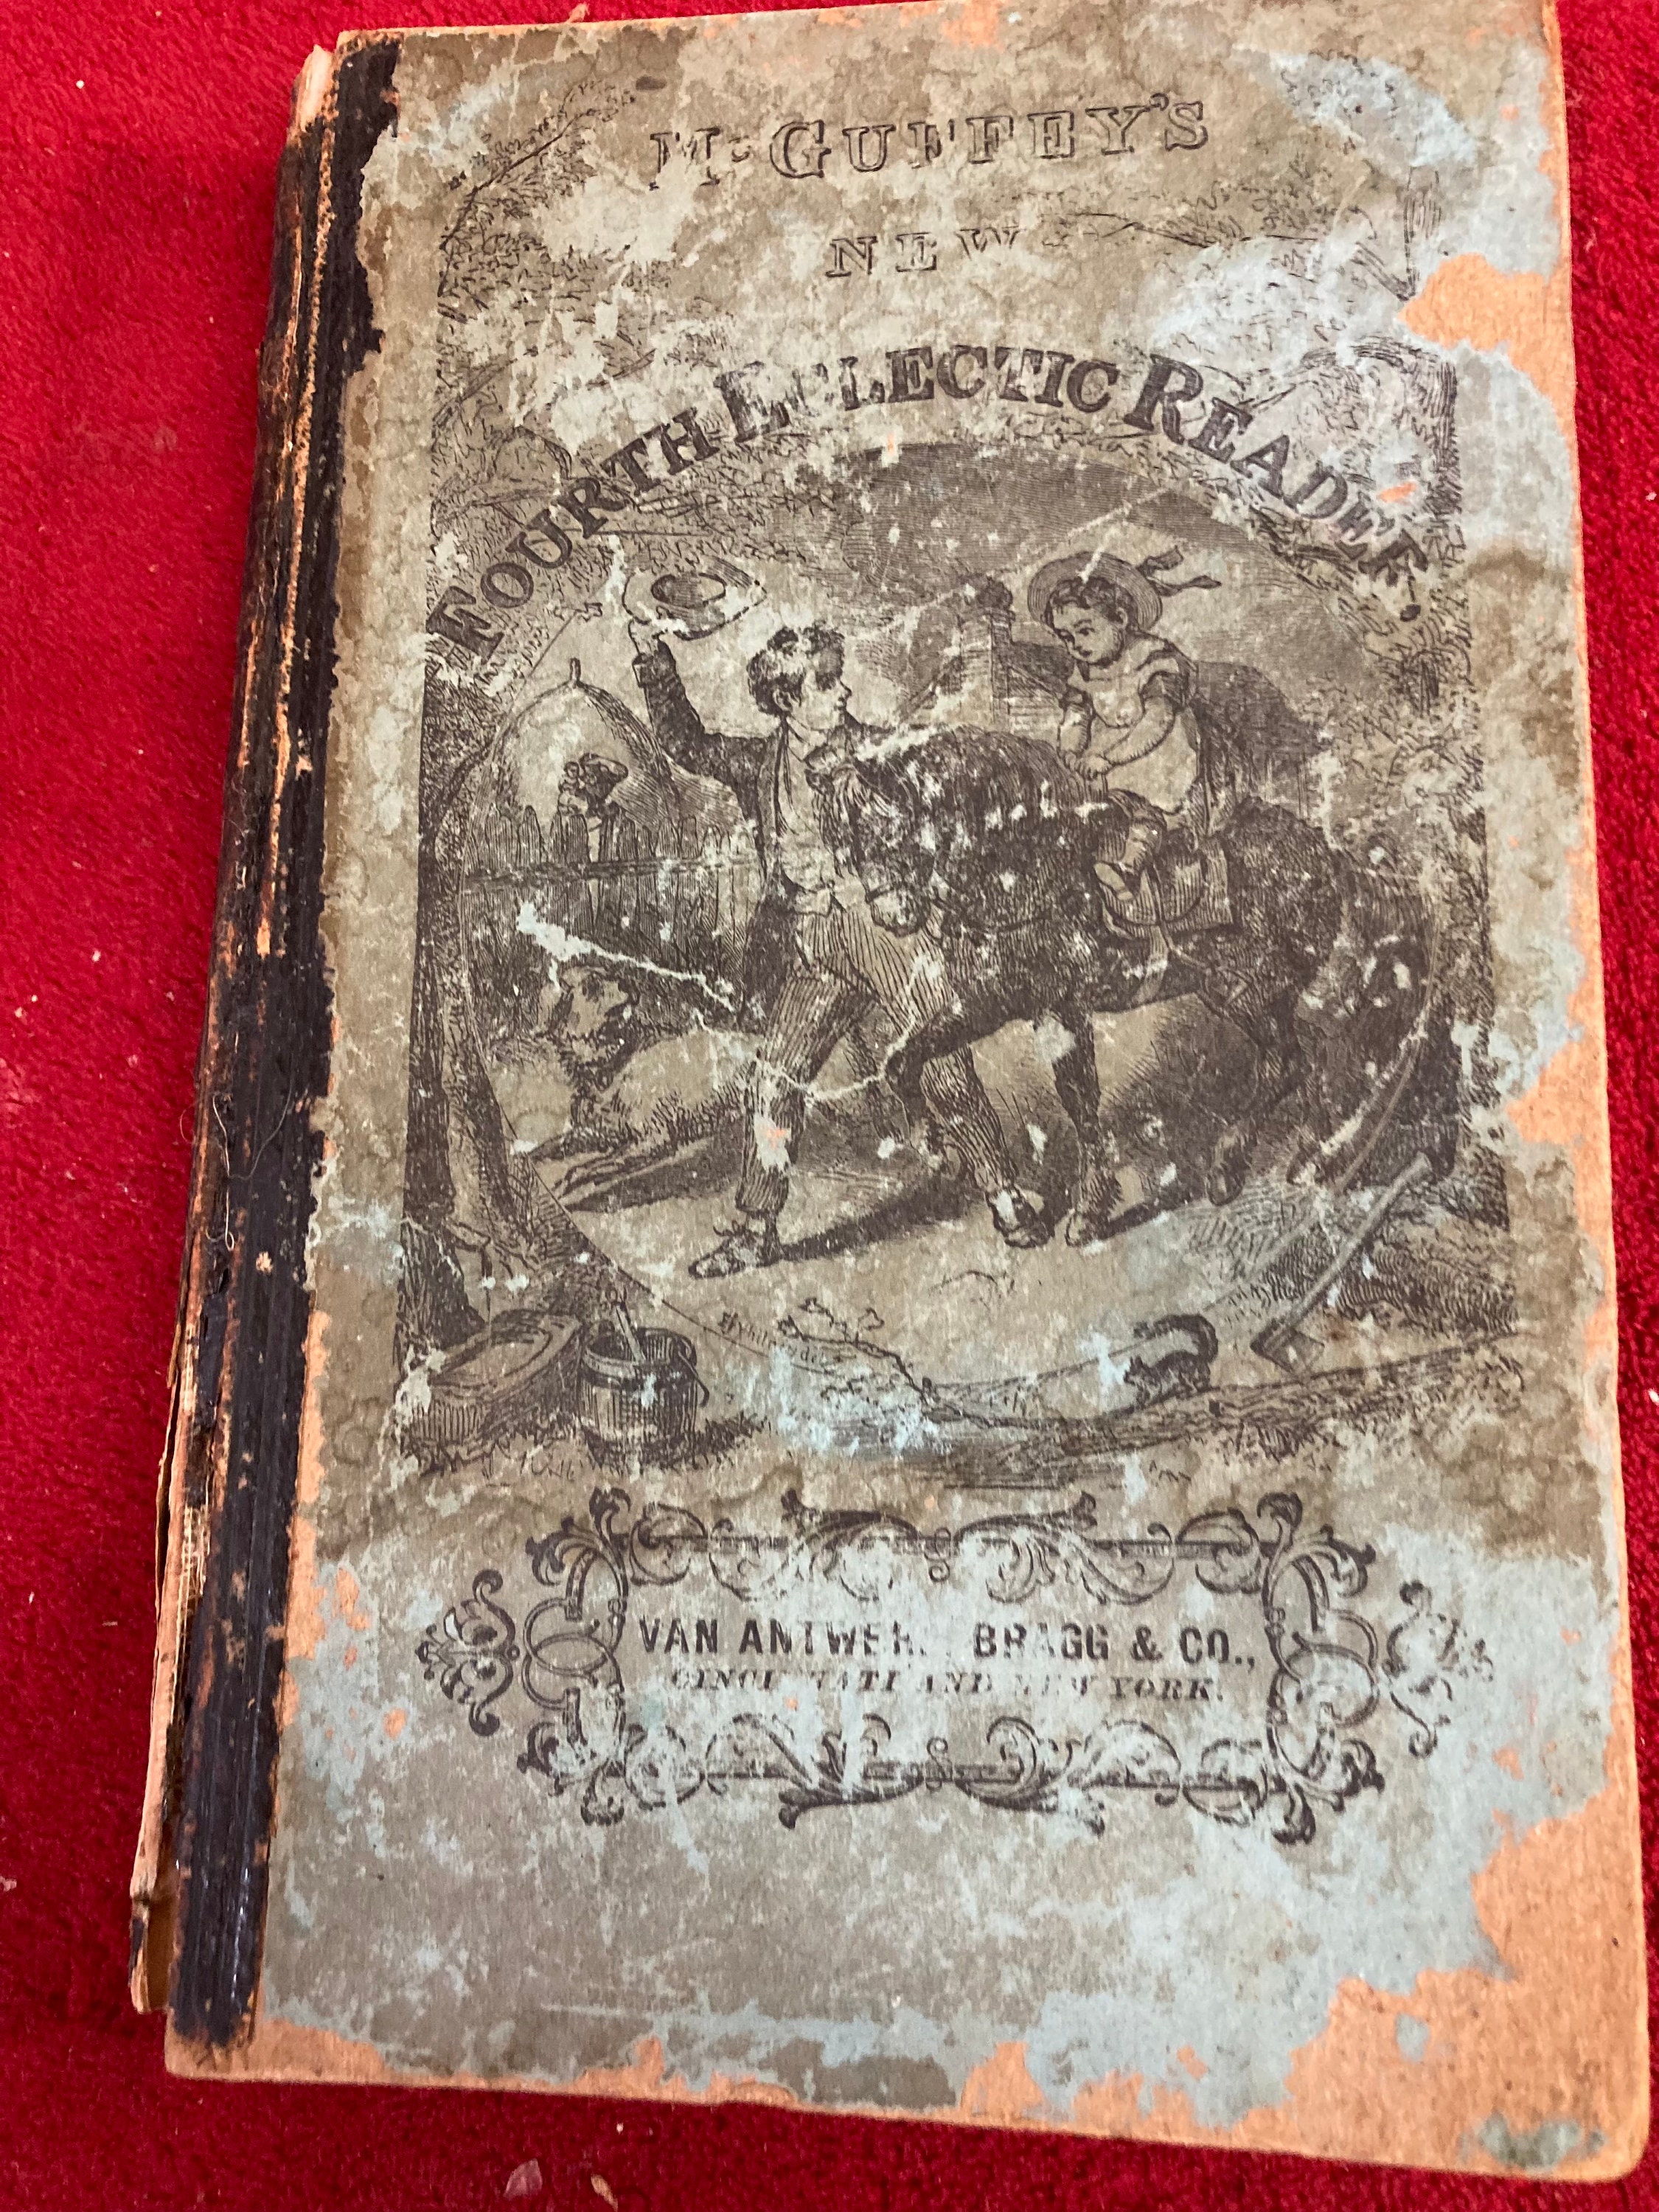 McGUFFEY'S
NEW
FOURTH ECLECTIC READER.
VAN ANTWERP, BRAGG & CO.,
CINCINNATI AND NEW YORK.